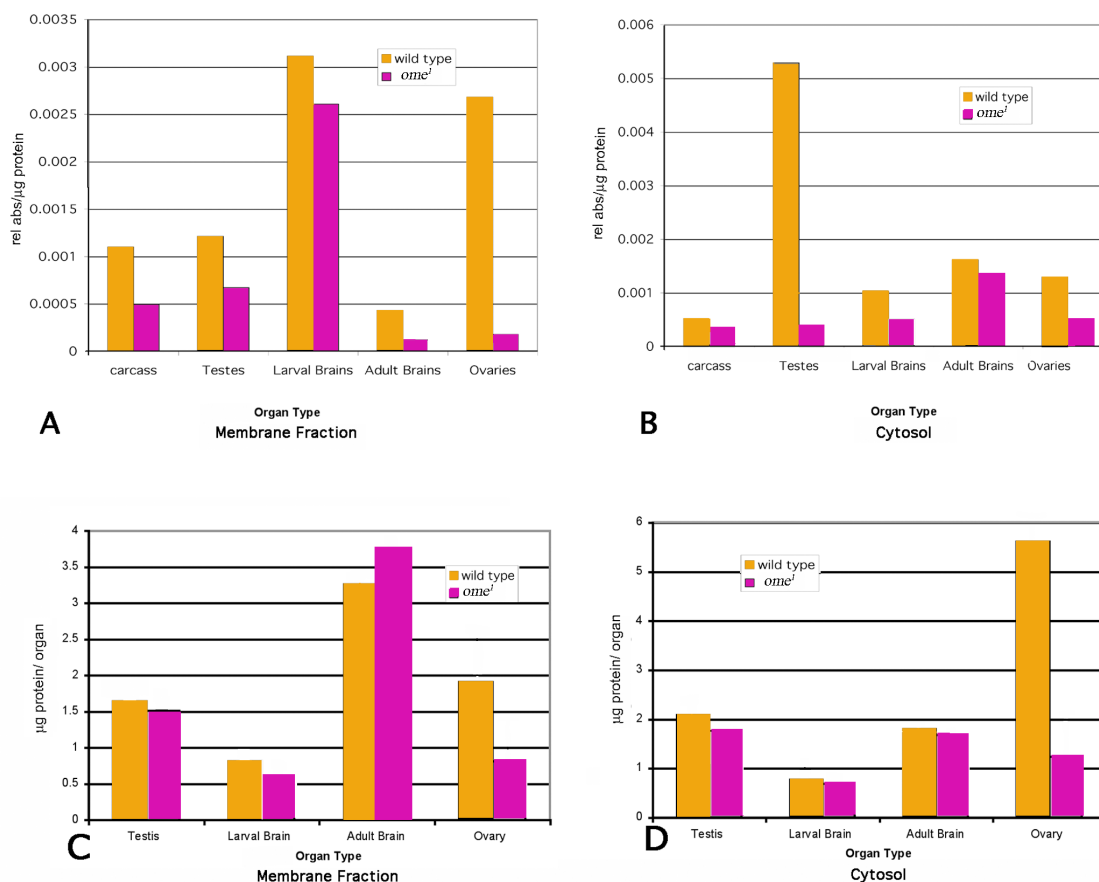 0.0035
0.003
0.0025
0.002
0.0015
0.001
0.0005
0
rel abs/µg protein
wild type
ome¹
carcass Testes Larval Brains Adult Brains Ovaries
Organ Type
A
Membrane Fraction
0.006
0.005
0.004
0.003
0.002
0.001
0
rel abs/µg protein
wild type
ome¹
carcass Testes Larval Brains Adult Brains Ovaries
Organ Type
B
Cytosol
4
3.5
3
2.5
2
1.5
1
0.5
0
µg protein/ organ
wild type
ome¹
Testis Larval Brain Adult Brain Ovary
C
Organ Type
Membrane Fraction
6
5
4
3
2
1
0
µg protein/ organ
wild type
ome¹
Testis Larval Brain Adult Brain Ovary
D
Organ Type
Cytosol